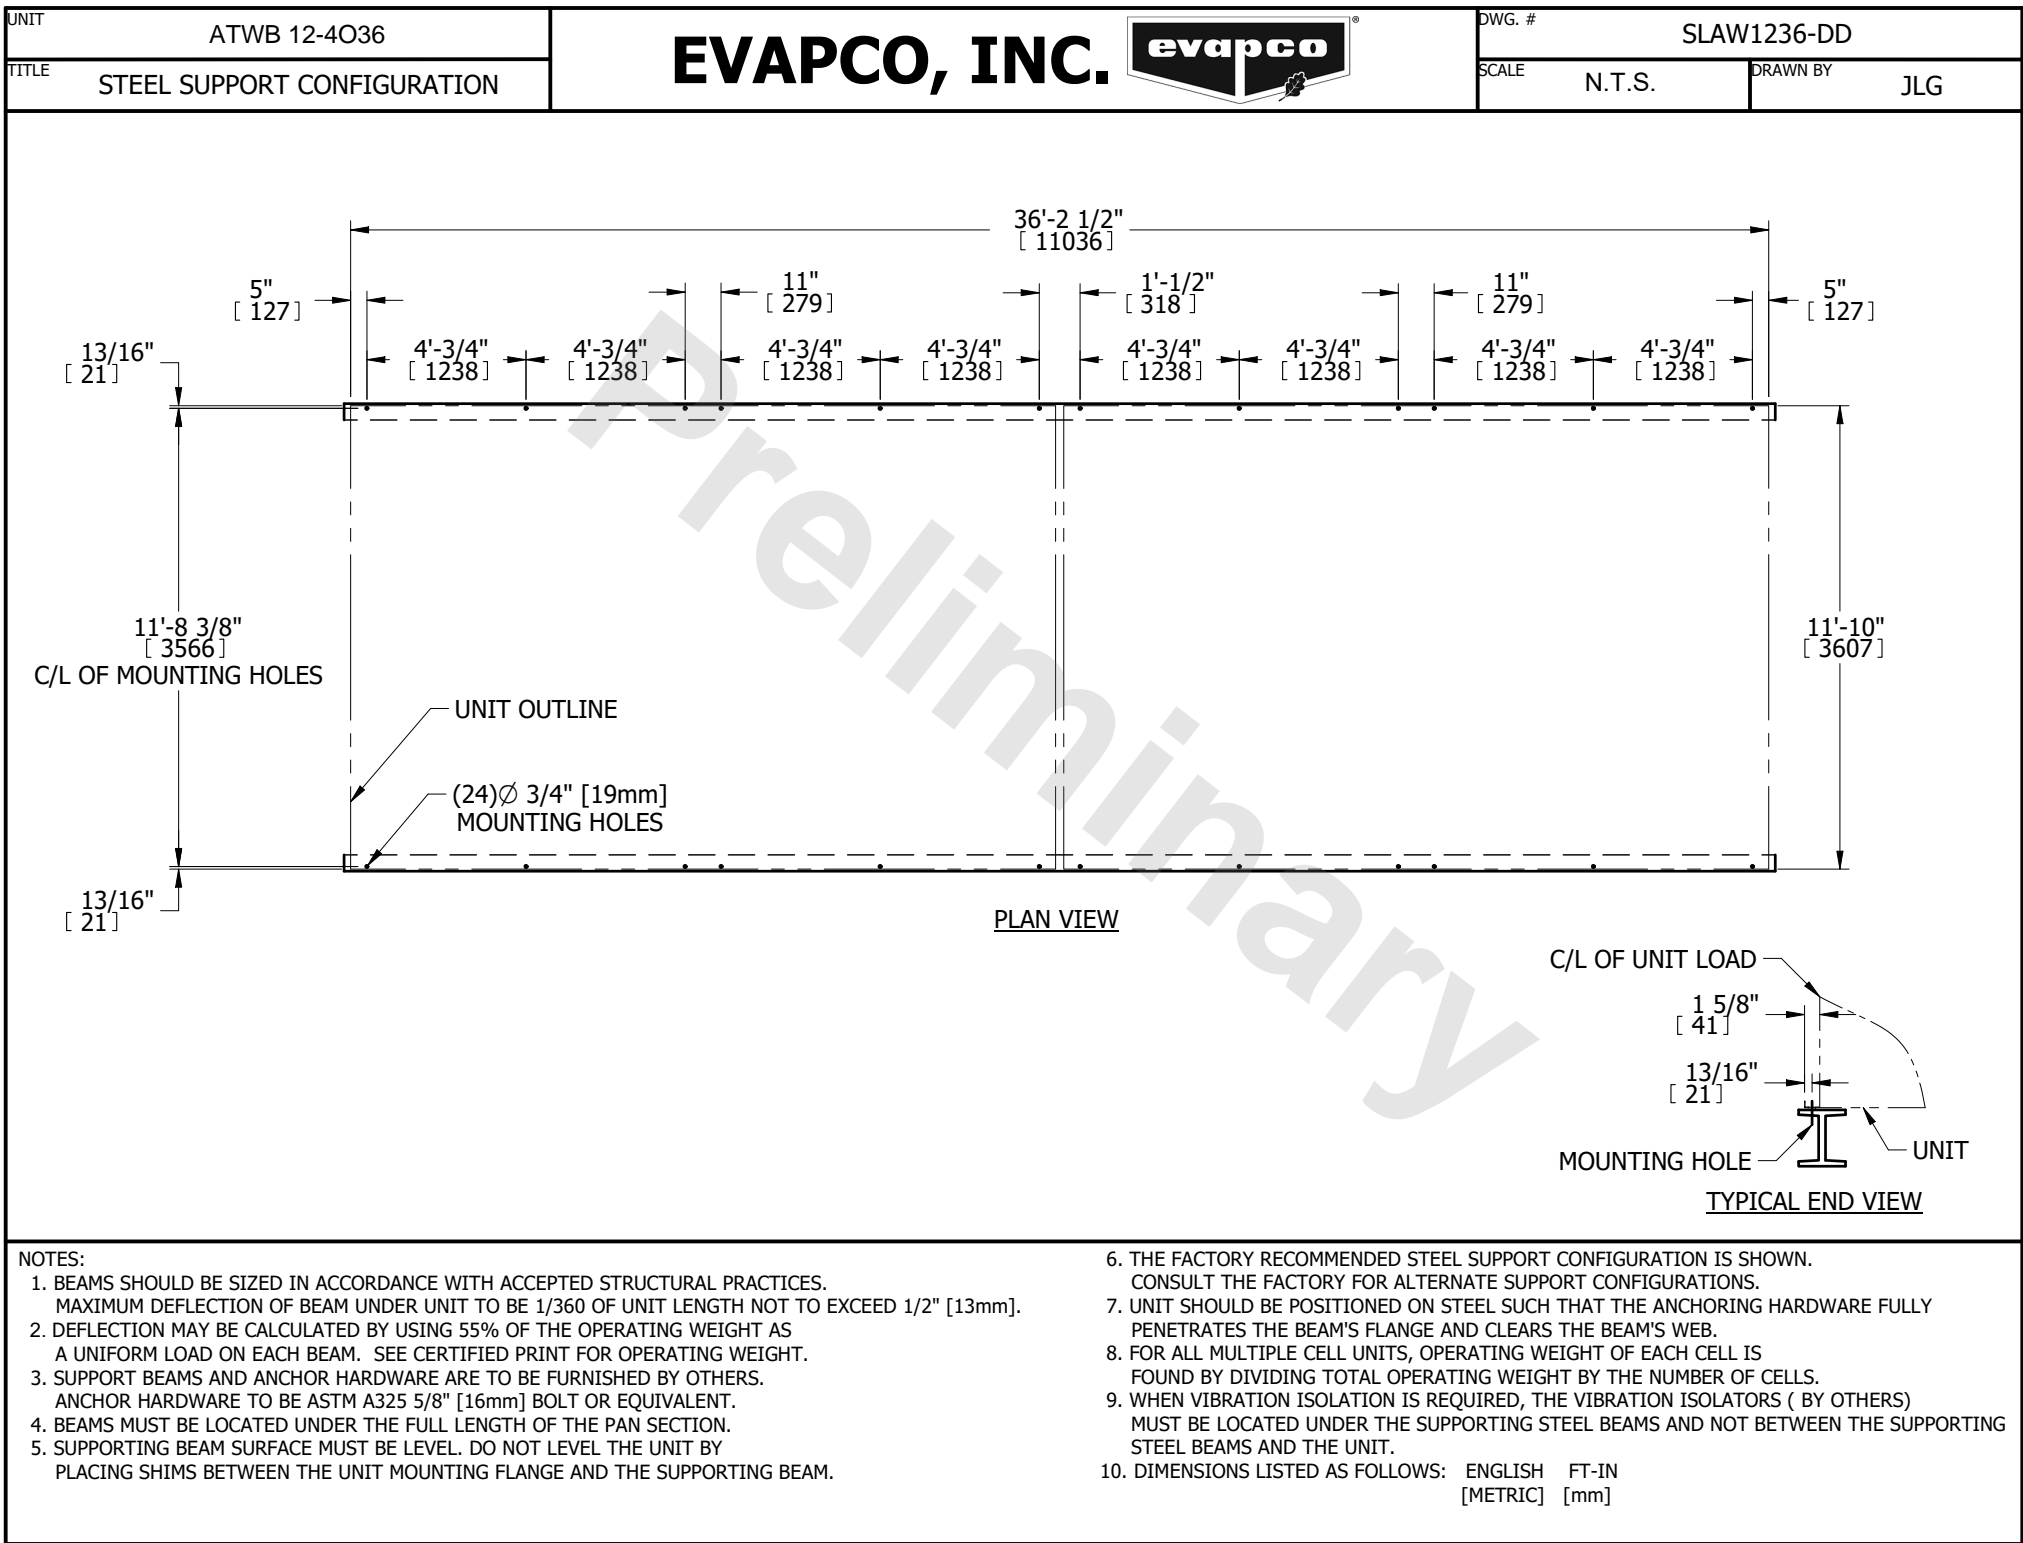 UNIT
ATWB 12-4O36
TITLE
STEEL SUPPORT CONFIGURATION
EVAPCO, INC.
evapco
®
DWG. #
SLAW1236-DD
SCALE
N.T.S.
DRAWN BY
JLG
36'-2 1/2"
[ 11036 ]
5"
[ 127 ]
11"
[ 279 ]
1'-1/2"
[ 318 ]
11"
[ 279 ]
5"
[ 127 ]
13/16"
[ 21 ]
4'-3/4"
[ 1238 ]
4'-3/4"
[ 1238 ]
4'-3/4"
[ 1238 ]
4'-3/4"
[ 1238 ]
4'-3/4"
[ 1238 ]
4'-3/4"
[ 1238 ]
4'-3/4"
[ 1238 ]
4'-3/4"
[ 1238 ]
Preliminary
11'-8 3/8"
[ 3566 ]
C/L OF MOUNTING HOLES
11'-10"
[ 3607 ]
UNIT OUTLINE
(24)∅ 3/4" [19mm]
MOUNTING HOLES
13/16"
[ 21 ]
PLAN VIEW
C/L OF UNIT LOAD
1 5/8"
[ 41 ]
13/16"
[ 21 ]
MOUNTING HOLE
UNIT
TYPICAL END VIEW
NOTES:
1. BEAMS SHOULD BE SIZED IN ACCORDANCE WITH ACCEPTED STRUCTURAL PRACTICES.
MAXIMUM DEFLECTION OF BEAM UNDER UNIT TO BE 1/360 OF UNIT LENGTH NOT TO EXCEED 1/2" [13mm].
2. DEFLECTION MAY BE CALCULATED BY USING 55% OF THE OPERATING WEIGHT AS
A UNIFORM LOAD ON EACH BEAM. SEE CERTIFIED PRINT FOR OPERATING WEIGHT.
3. SUPPORT BEAMS AND ANCHOR HARDWARE ARE TO BE FURNISHED BY OTHERS.
ANCHOR HARDWARE TO BE ASTM A325 5/8" [16mm] BOLT OR EQUIVALENT.
4. BEAMS MUST BE LOCATED UNDER THE FULL LENGTH OF THE PAN SECTION.
5. SUPPORTING BEAM SURFACE MUST BE LEVEL. DO NOT LEVEL THE UNIT BY
PLACING SHIMS BETWEEN THE UNIT MOUNTING FLANGE AND THE SUPPORTING BEAM.
6. THE FACTORY RECOMMENDED STEEL SUPPORT CONFIGURATION IS SHOWN.
CONSULT THE FACTORY FOR ALTERNATE SUPPORT CONFIGURATIONS.
7. UNIT SHOULD BE POSITIONED ON STEEL SUCH THAT THE ANCHORING HARDWARE FULLY
PENETRATES THE BEAM'S FLANGE AND CLEARS THE BEAM'S WEB.
8. FOR ALL MULTIPLE CELL UNITS, OPERATING WEIGHT OF EACH CELL IS
FOUND BY DIVIDING TOTAL OPERATING WEIGHT BY THE NUMBER OF CELLS.
9. WHEN VIBRATION ISOLATION IS REQUIRED, THE VIBRATION ISOLATORS ( BY OTHERS)
MUST BE LOCATED UNDER THE SUPPORTING STEEL BEAMS AND NOT BETWEEN THE SUPPORTING
STEEL BEAMS AND THE UNIT.
10. DIMENSIONS LISTED AS FOLLOWS: ENGLISH FT-IN
[METRIC] [mm]